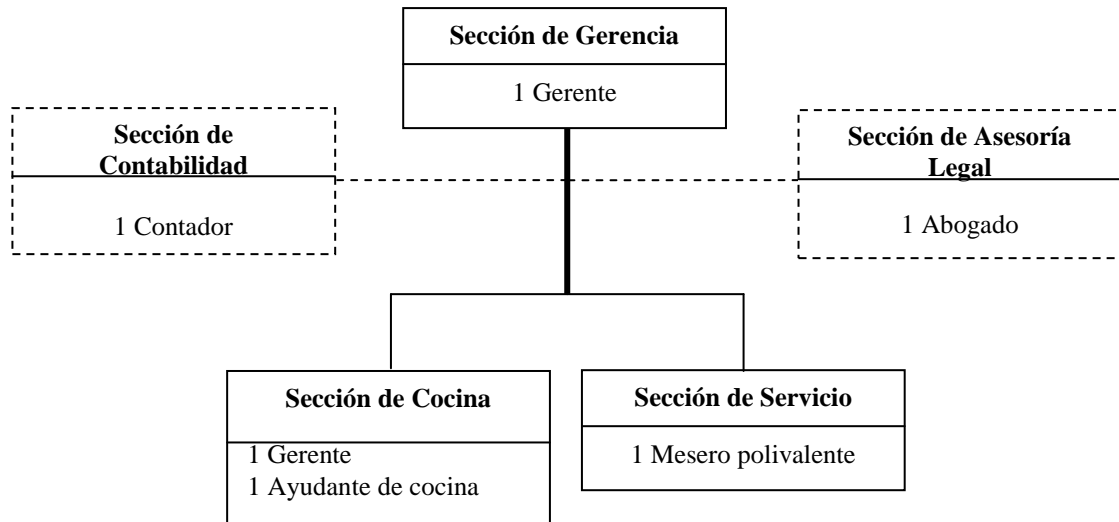 Sección de Gerencia
1 Gerente
Sección de
Contabilidad
1 Contador
Sección de Asesoría
Legal
1 Abogado
Sección de Cocina
1 Gerente
1 Ayudante de cocina
Sección de Servicio
1 Mesero polivalente